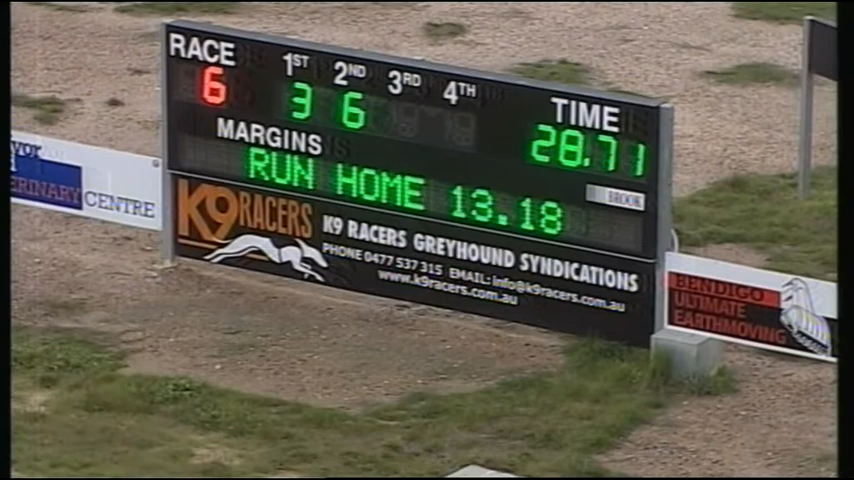 RACE 1ST 2ND 3RD 4TH
6 3 6 TIME
28.71
MARGINS
RUN HOME 13.18
BROOK
K9 RACERS K9 RACERS GREYHOUND SYNDICATIONS
PHONE 0477 537 315 EMAIL: info@k9racers.com.au
www.k9racers.com.au
CENTRE
BENDIGO
ULTIMATE
EARTHMOVING